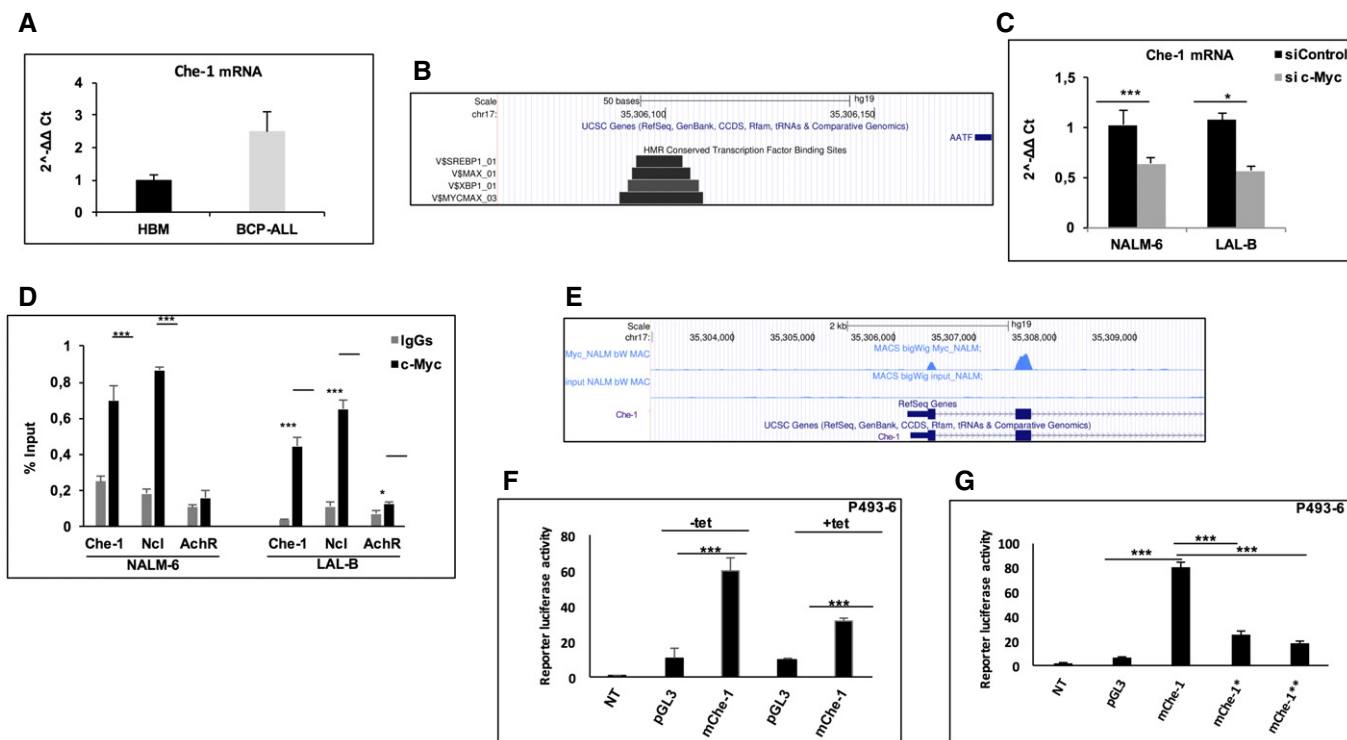 A
Che-1 mRNA
2^-ΔΔ Ct
4
3
2
1
0
HBM
BCP-ALL
B
Scale
50 bases
hg19
chr17:
35,306,100
35,306,150
UCSC Genes (RefSeq, GenBank, CCDS, Rfam, tRNAs & Comparative Genomics)
AATF
HMR Conserved Transcription Factor Binding Sites
V$SREBP1_01
V$MAX_01
V$XBP1_01
V$MYCMAX_03
C
Che-1 mRNA
siControl
si c-Myc
2^-ΔΔ Ct
1,5
1
0,5
0
***
*
NALM-6
LAL-B
D
IgGs
c-Myc
% Input
1
0,8
0,6
0,4
0,2
0
***
***
***
***
*
Che-1
Ncl
AchR
Che-1
Ncl
AchR
NALM-6
LAL-B
E
Scale
2 kb
hg19
chr17:
35,304,000
35,305,000
35,306,000
35,307,000
35,308,000
35,309,000
MACS bigWig Myc_NALM;
Myc_NALM bW MAC
MACS bigWig input_NALM;
input NALM bW MAC
RefSeq Genes
Che-1
UCSC Genes (RefSeq, GenBank, CCDS, Rfam, tRNAs & Comparative Genomics)
Che-1
F
P493-6
Reporter luciferase activity
80
60
40
20
0
-tet
+tet
***
***
NT
pGL3
mChe-1
pGL3
mChe-1
G
P493-6
Reporter luciferase activity
100
80
60
40
20
0
***
***
***
NT
pGL3
mChe-1
mChe-1*
mChe-1**